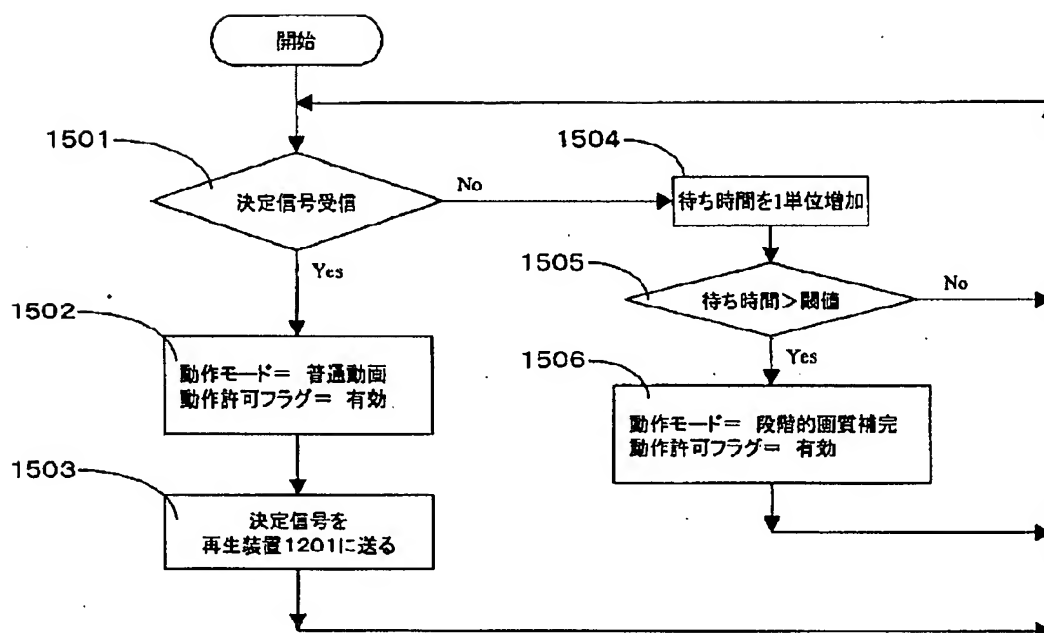 開始
1501
決定信号受信
No
Yes
1502
動作モード= 普通動画
動作許可フラグ= 有効
1503
決定信号を
再生装置1201に送る
1504
待ち時間を1単位増加
1505
待ち時間>閾値
No
Yes
1506
動作モード= 段階的画質補完
動作許可フラグ= 有効